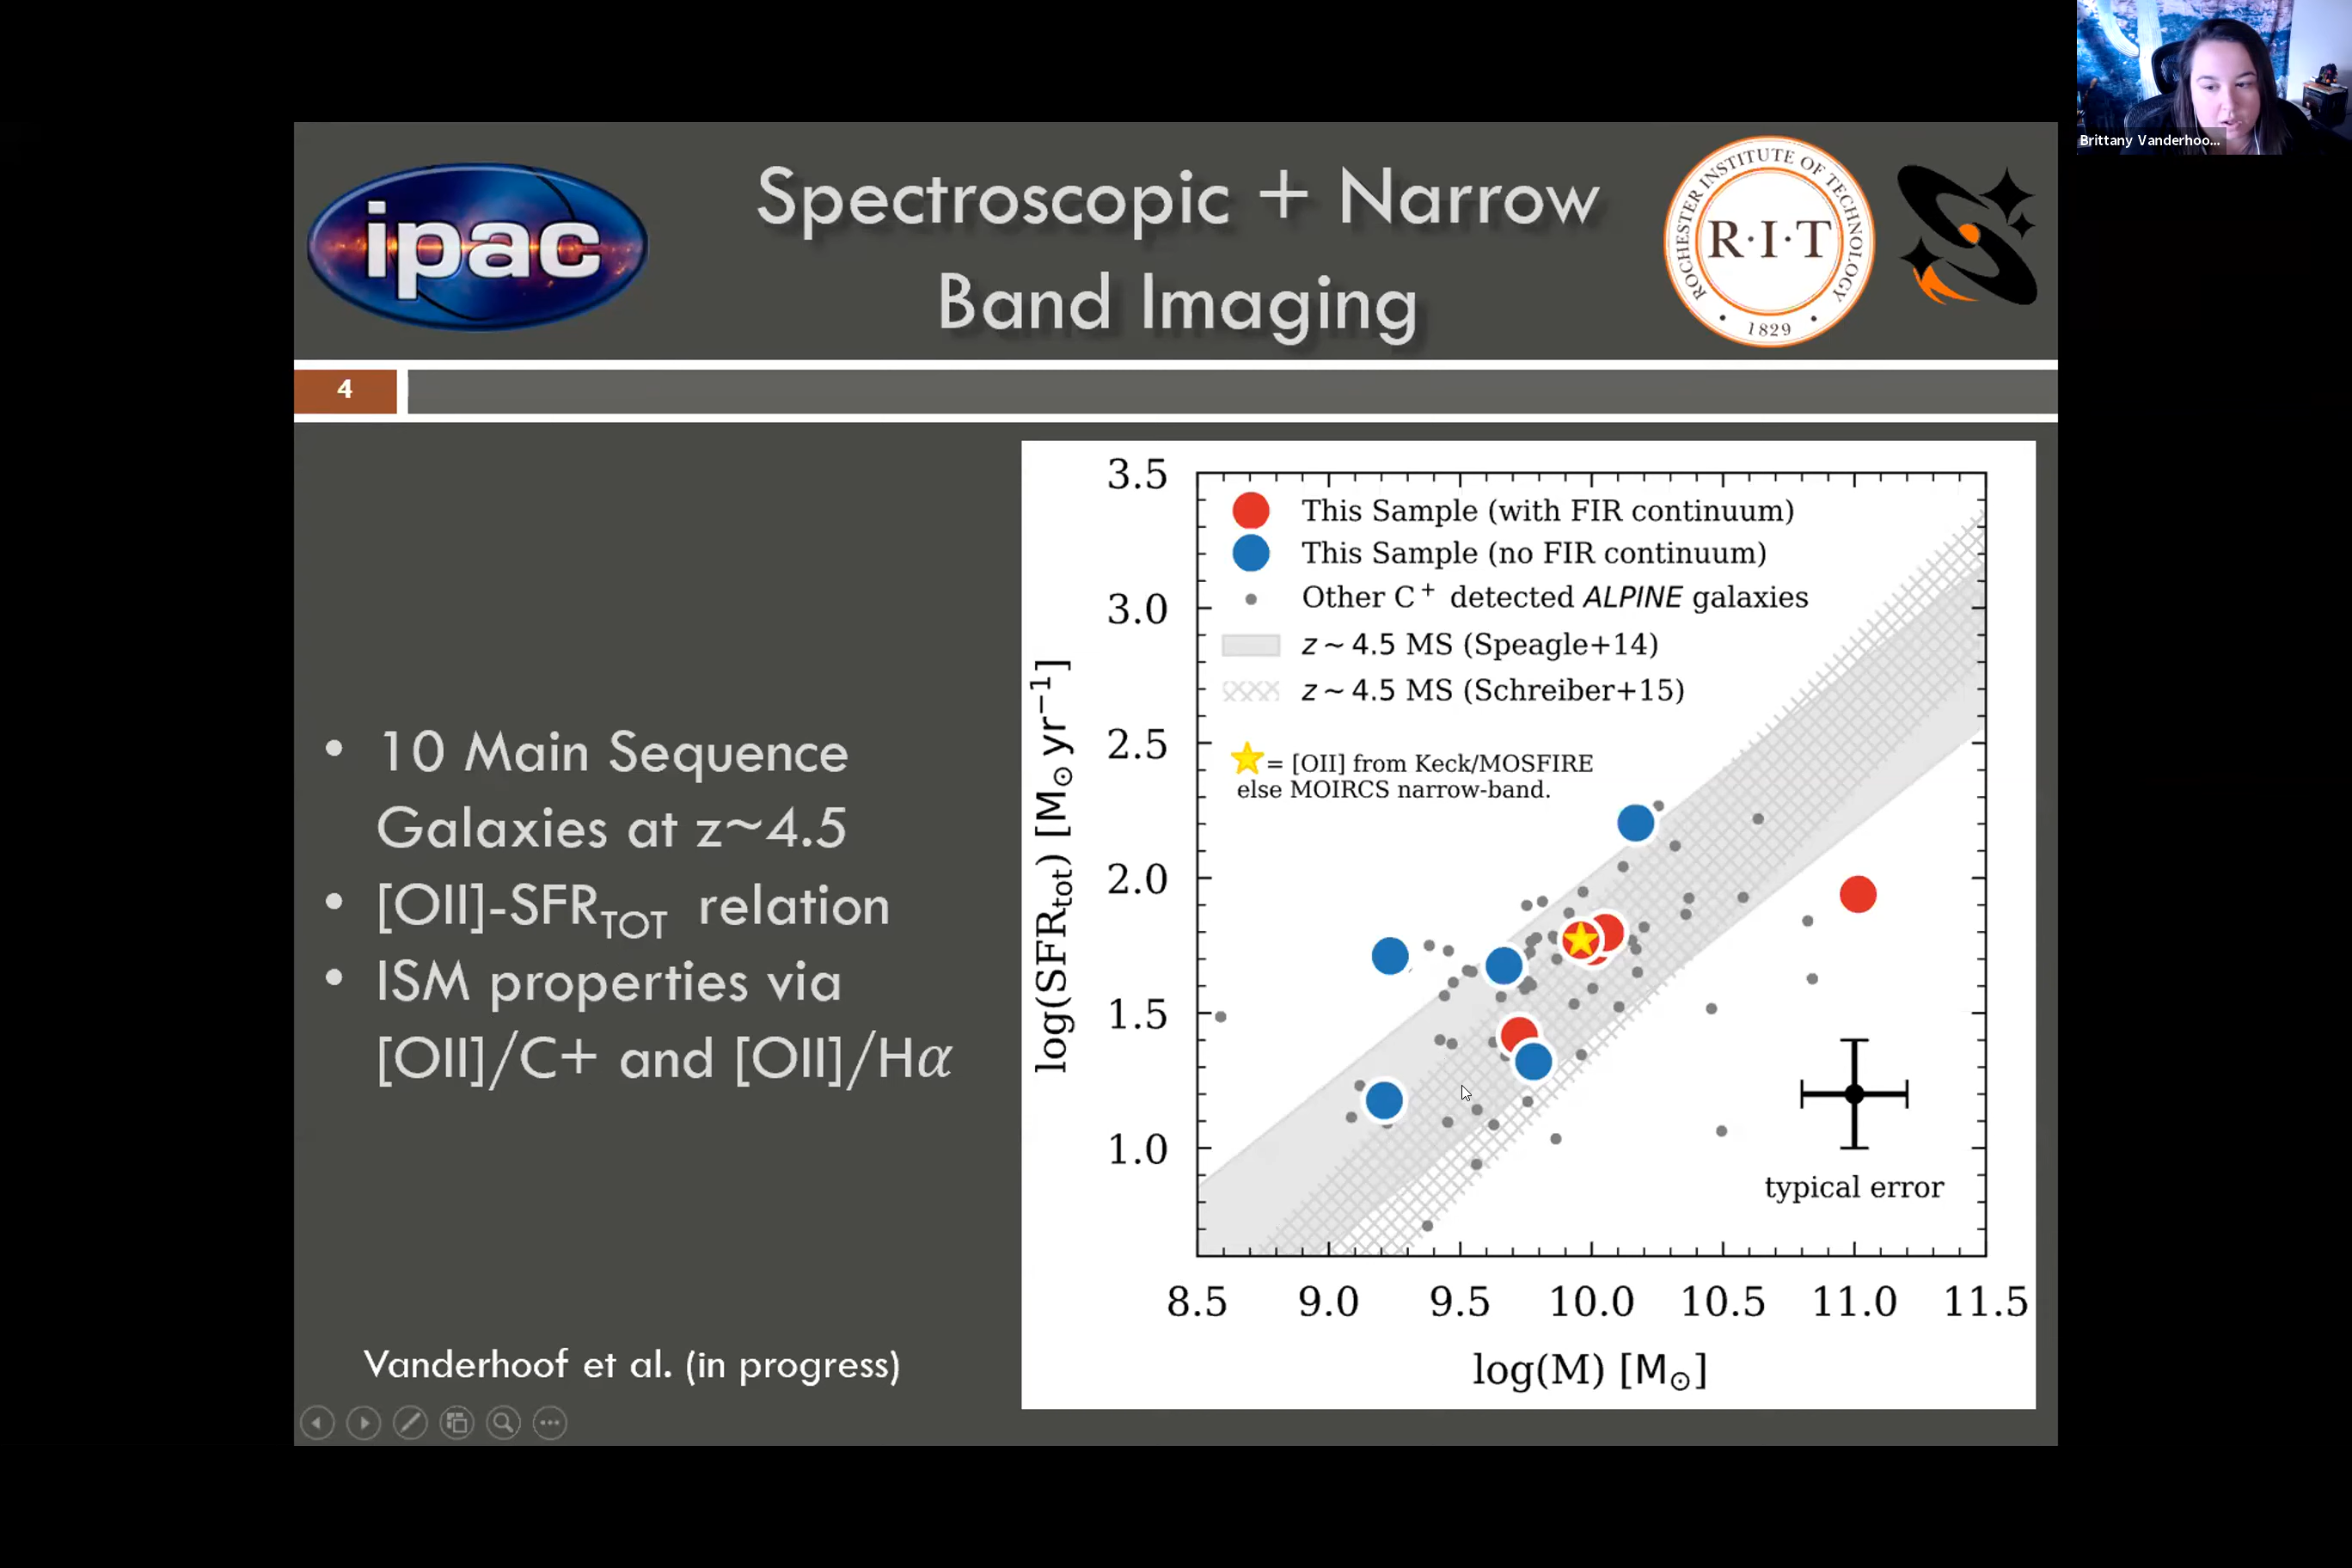 Brittany Vanderhoo...
ipac
Spectroscopic + Narrow
Band Imaging
ROCHESTER INSTITUTE OF TECHNOLOGY
R·I·T
• 1829 •
4
• 10 Main Sequence
Galaxies at z~4.5
• [OII]-SFR_TOT relation
• ISM properties via
[OII]/C+ and [OII]/Hα
Vanderhoof et al. (in progress)
This Sample (with FIR continuum)
This Sample (no FIR continuum)
Other C⁺ detected ALPINE galaxies
z ~ 4.5 MS (Speagle+14)
z ~ 4.5 MS (Schreiber+15)
= [OII] from Keck/MOSFIRE
else MOIRCS narrow-band.
typical error
log(SFR_tot) [M⊙ yr⁻¹]
3.5
3.0
2.5
2.0
1.5
1.0
8.5 9.0 9.5 10.0 10.5 11.0 11.5
log(M) [M⊙]